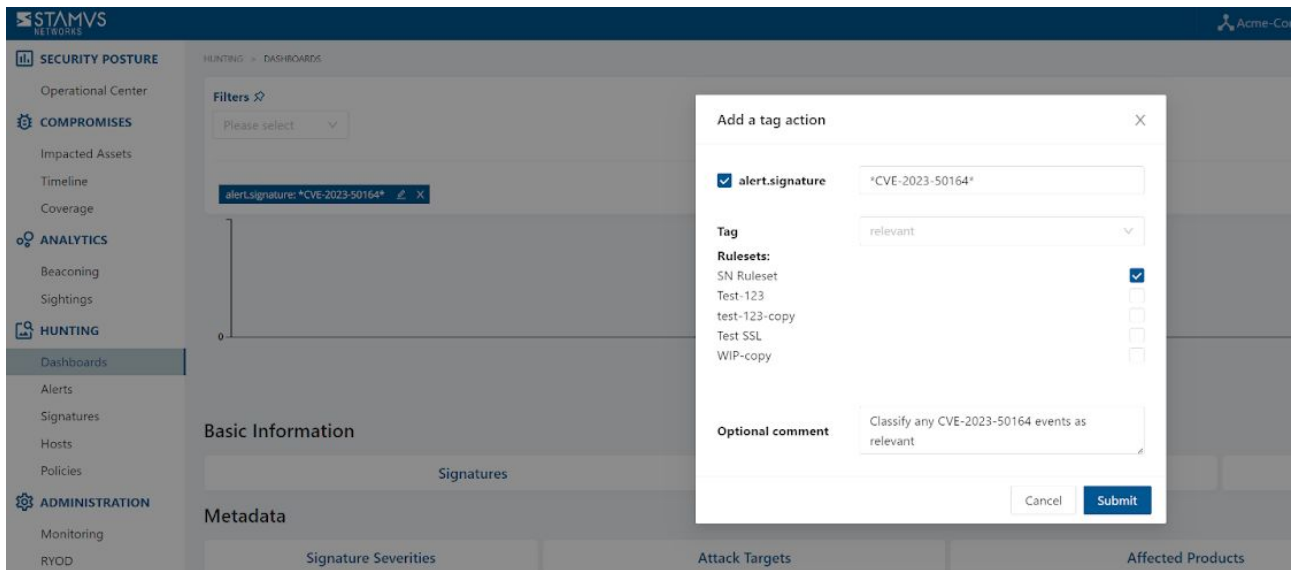 STAMVS
NETWORKS
Acme-Co
SECURITY POSTURE
Operational Center
COMPROMISES
Impacted Assets
Timeline
Coverage
ANALYTICS
Beaconing
Sightings
HUNTING
Dashboards
Alerts
Signatures
Hosts
Policies
ADMINISTRATION
Monitoring
RYOD
HUNTING > DASHBOARDS
Filters
Please select
alert.signature: *CVE-2023-50164*
0
Basic Information
Signatures
Metadata
Signature Severities
Attack Targets
Affected Products
Add a tag action
alert.signature *CVE-2023-50164*
Tag relevant
Rulesets:
SN Ruleset
Test-123
test-123-copy
Test SSL
WIP-copy
Optional comment
Classify any CVE-2023-50164 events as
relevant
Cancel Submit